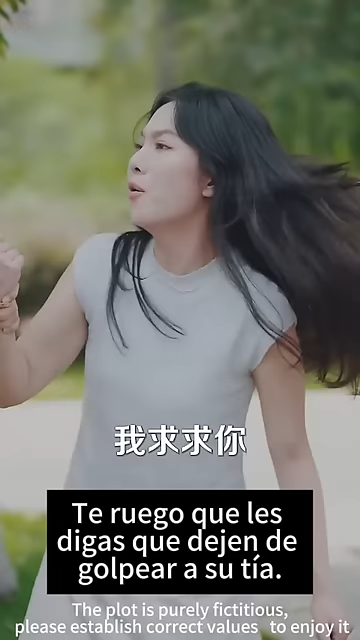 我求求你
Te ruego que les
digas que dejen de
golpear a su tía.
The plot is purely fictitious,
please establish correct values to enjoy it